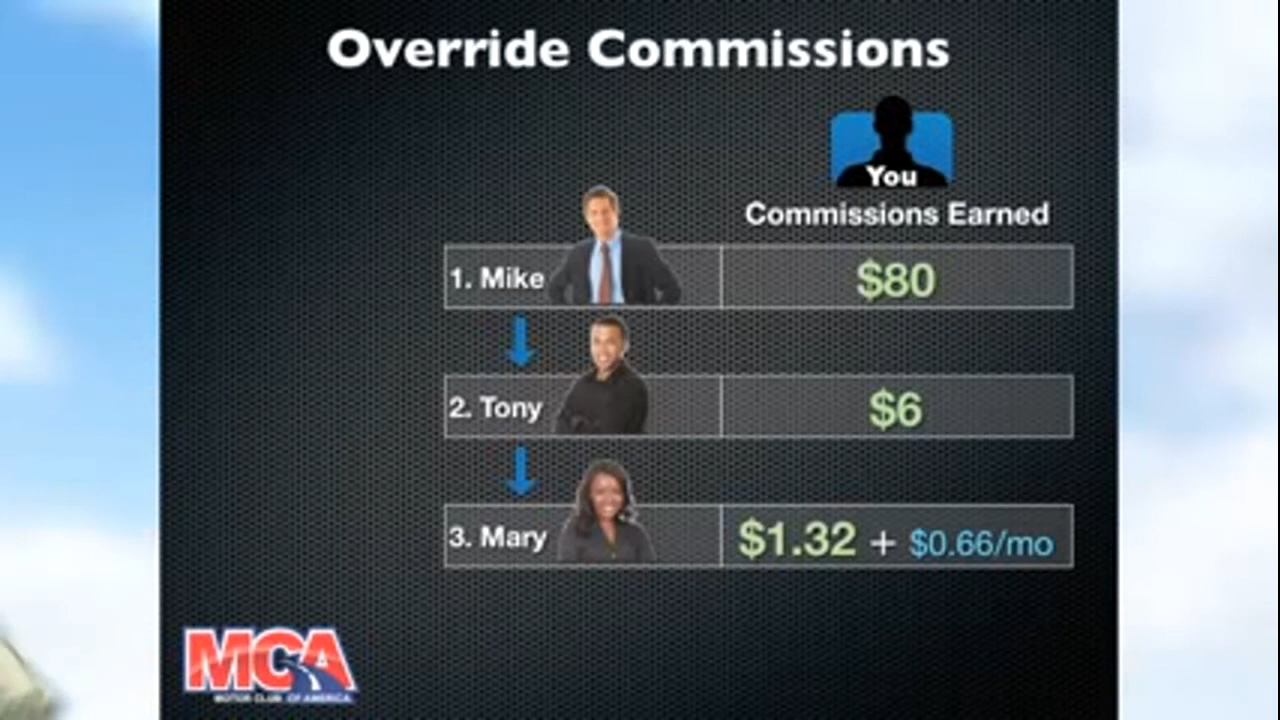 Override Commissions
You
Commissions Earned
1. Mike
$80
2. Tony
$6
3. Mary
$1.32 + $0.66/mo
MCA
MOTOR CLUB OF AMERICA